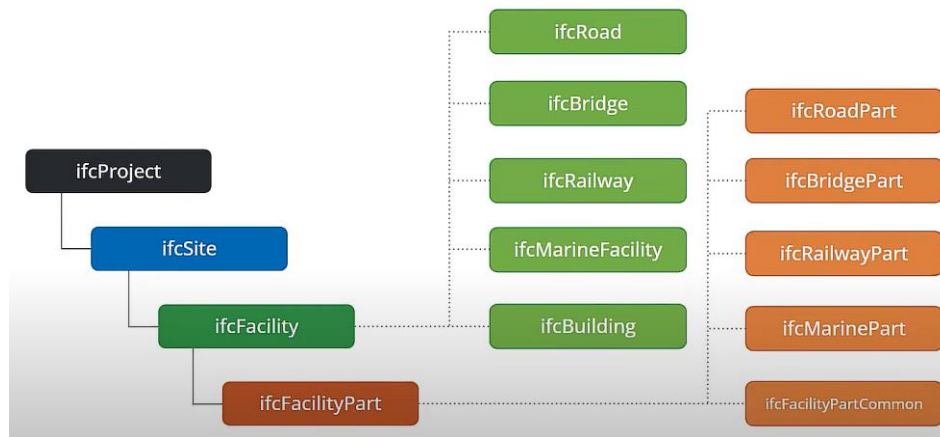 ifcProject
ifcSite
ifcFacility
ifcFacilityPart
ifcRoad
ifcBridge
ifcRailway
ifcMarineFacility
ifcBuilding
ifcRoadPart
ifcBridgePart
ifcRailwayPart
ifcMarinePart
ifcFacilityPartCommon